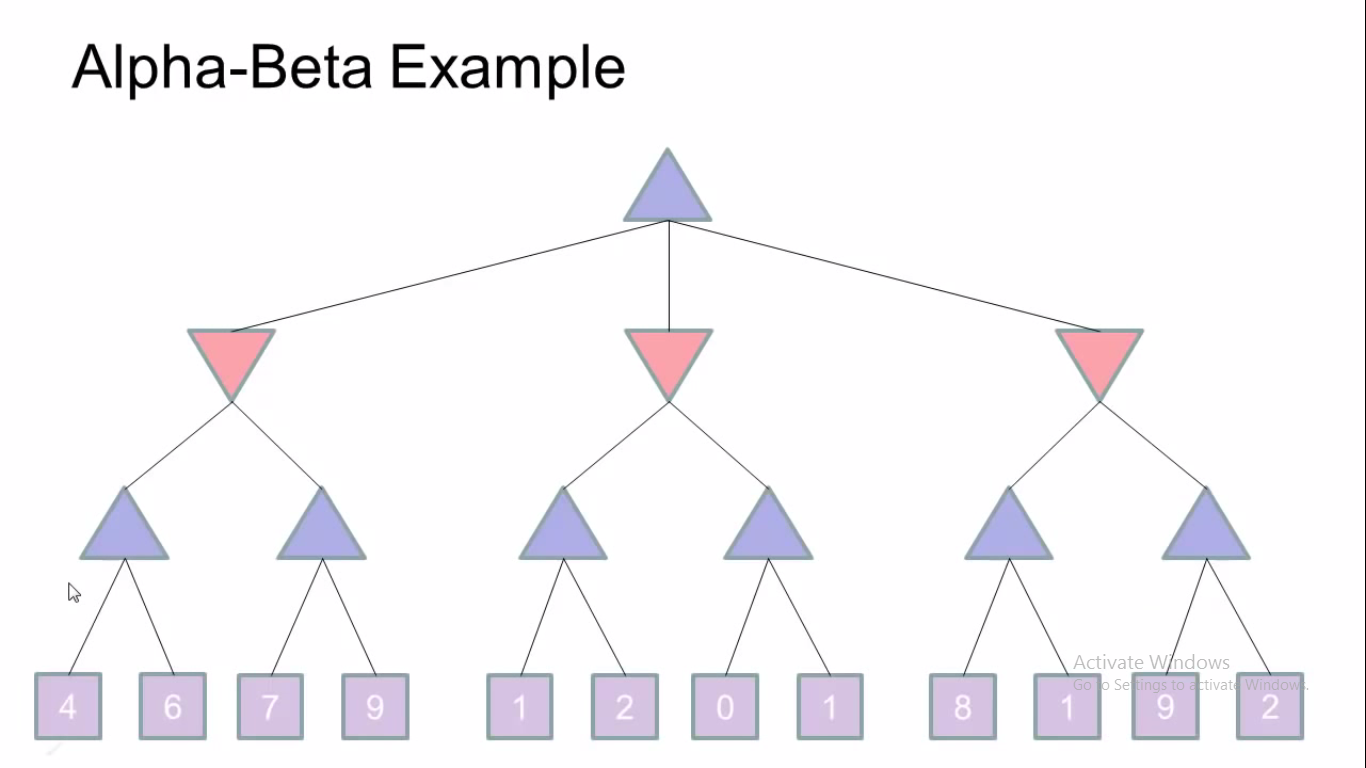 Alpha-Beta Example
Activate Windows
Go to Settings to activate Windows.
4 6 7 9 1 2 0 1 8 1 9 2